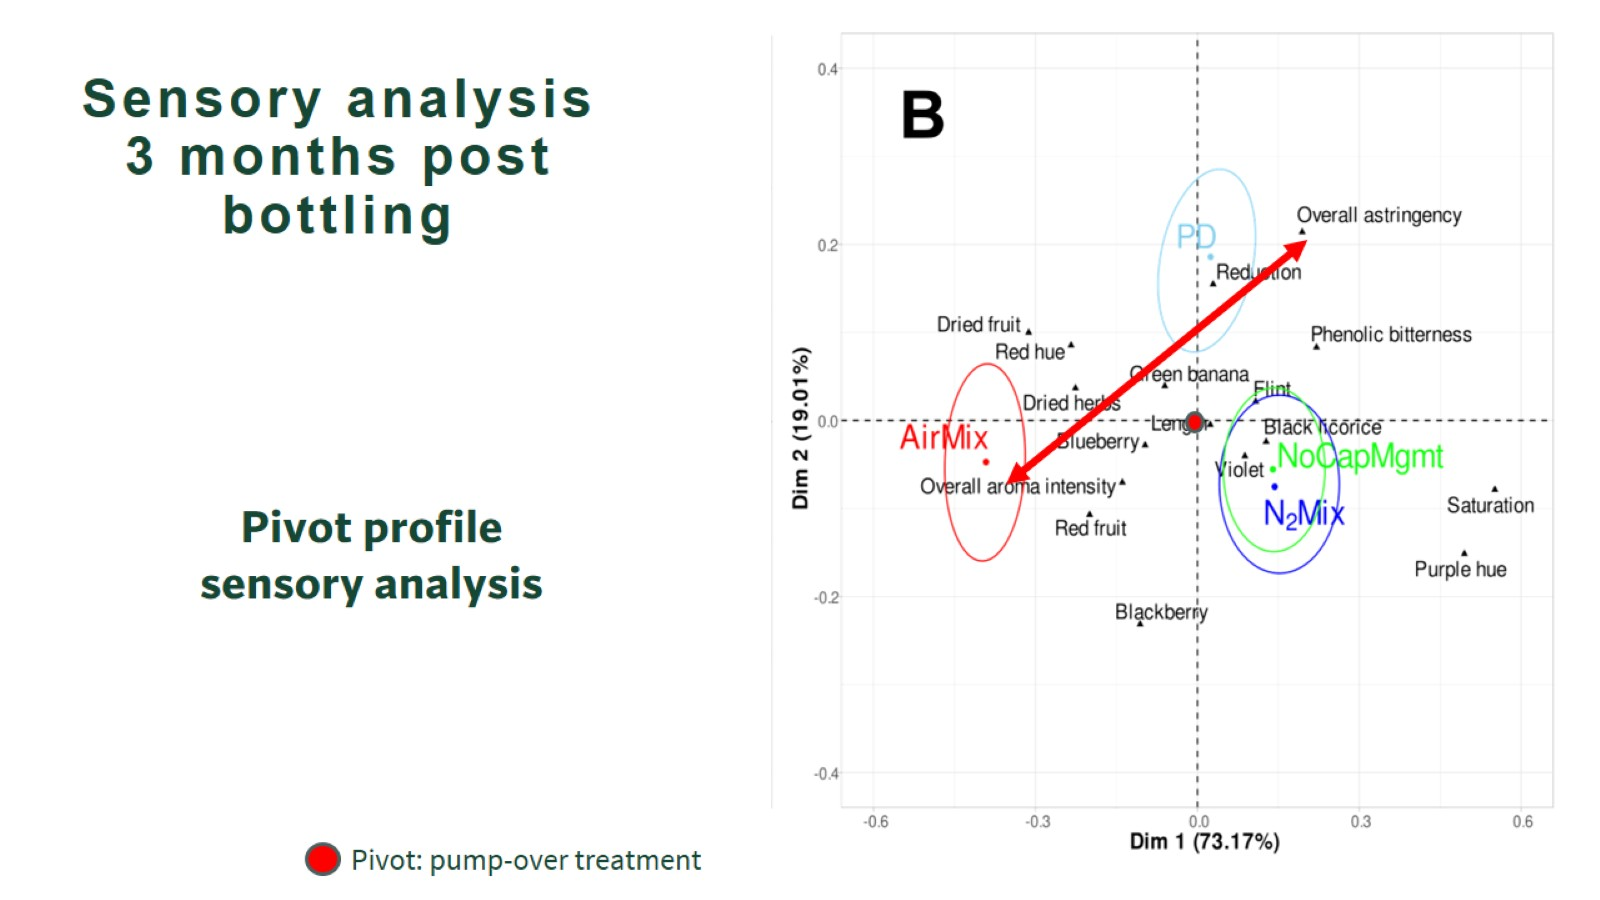 Sensory analysis
3 months post
bottling
Pivot profile
sensory analysis
Pivot: pump-over treatment
B
0.4
0.2
0.0
-0.2
-0.4
Dim 2 (19.01%)
PD
Overall astringency
Reduction
Dried fruit
Red hue
Phenolic bitterness
Green banana
Flint
Dried herbs
Black licorice
AirMix
Blueberry
NoCapMgmt
Violet
Overall aroma intensity
N₂Mix
Saturation
Red fruit
Purple hue
Blackberry
-0.6
-0.3
0.0
0.3
0.6
Dim 1 (73.17%)